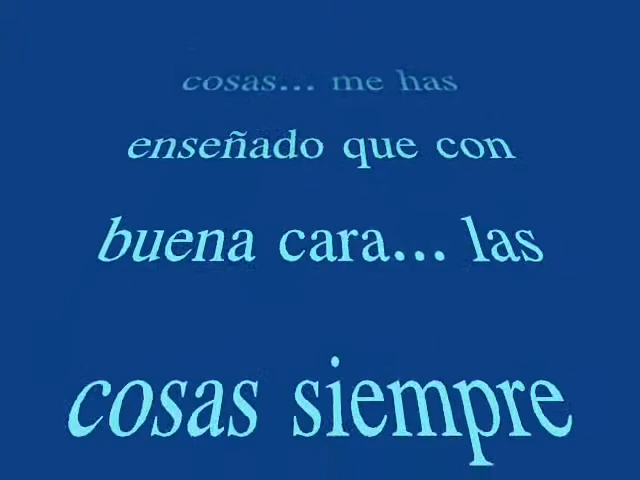 cosas... me has
enseñado que con
buena cara... las
cosas siempre